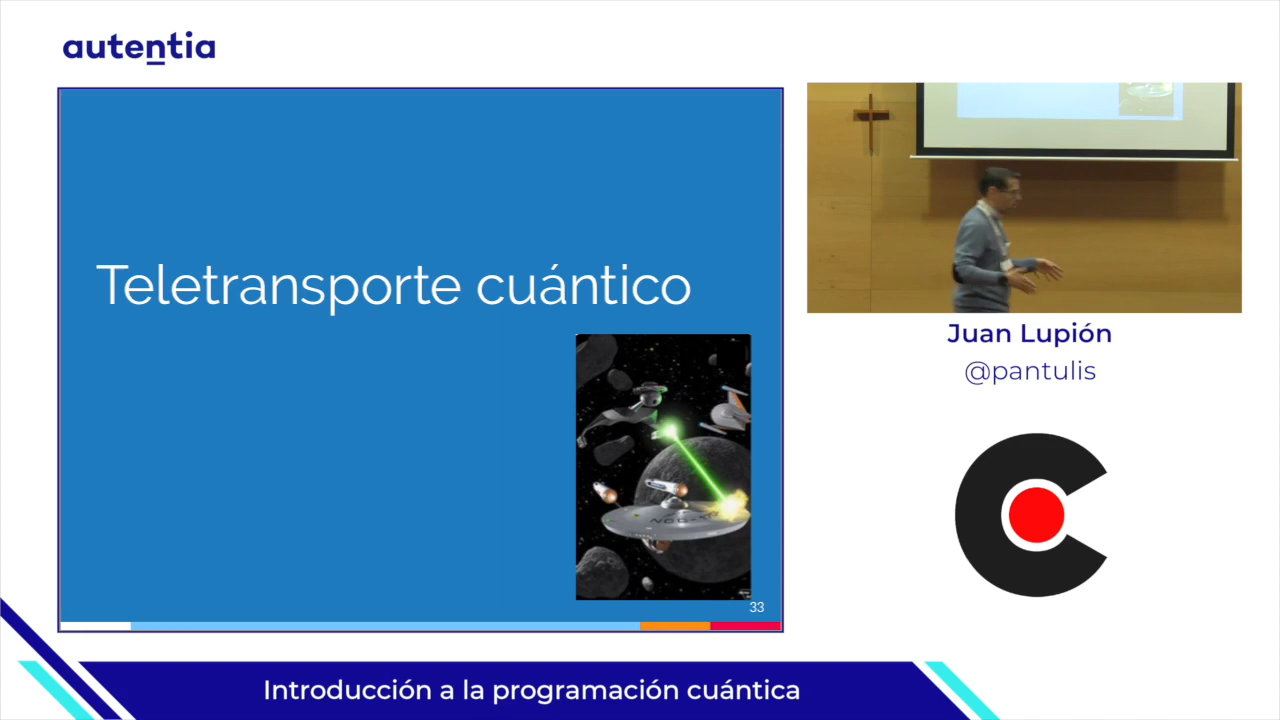 autentia
Teletransporte cuántico
33
Juan Lupión
@pantulis
Introducción a la programación cuántica